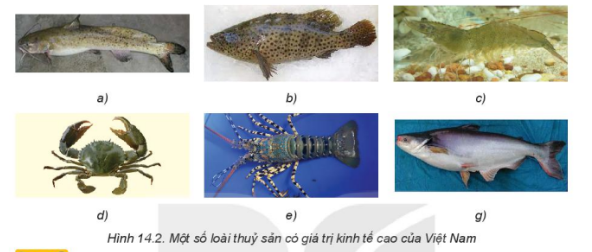 a)
b)
c)
d)
e)
g)
Hình 14.2. Một số loài thuỷ sản có giá trị kinh tế cao của Việt Nam